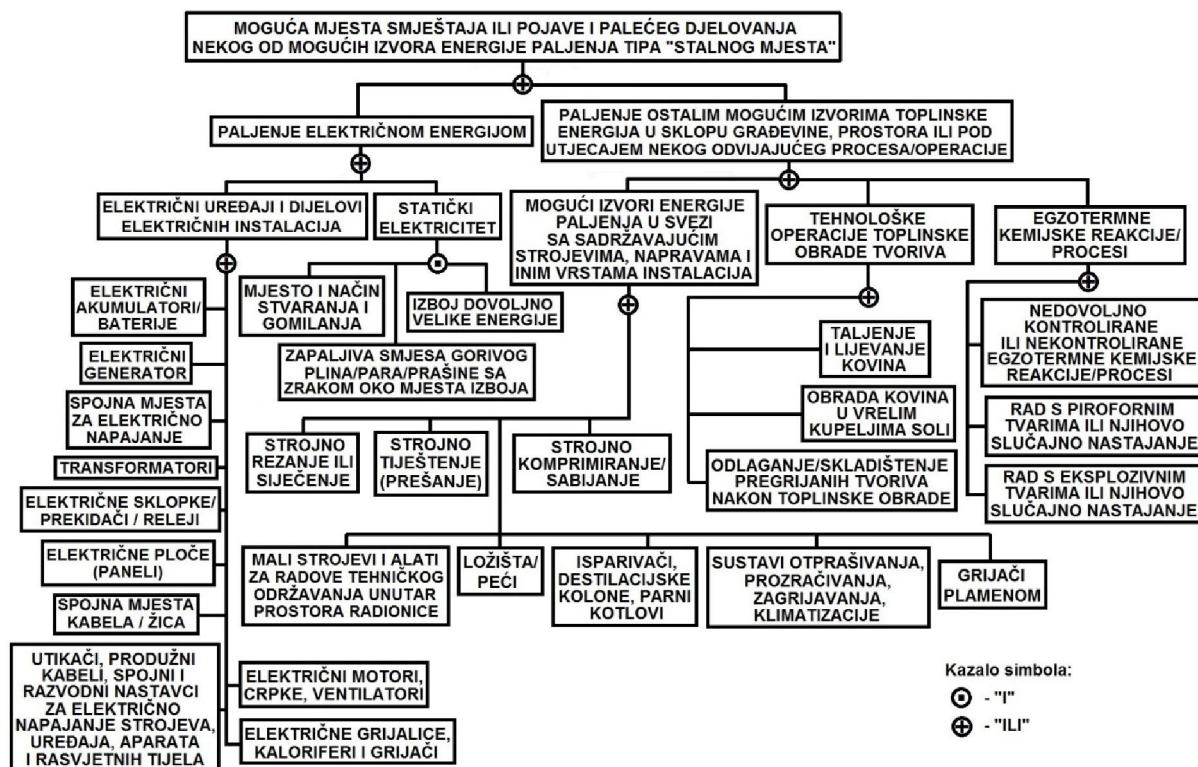 MOGUĆA MJESTA SMJEŠTAJA ILI POJAVE I PALEĆEG DJELOVANJA
NEKOG OD MOGUĆIH IZVORA ENERGIJE PALJENJA TIPA "STALNOG MJESTA"
PALJENJE ELEKTRIČNOM ENERGIJOM
PALJENJE OSTALIM MOGUĆIM IZVORIMA TOPLINSKE
ENERGIJA U SKLOPU GRAĐEVINE, PROSTORA ILI POD
UTJECAJEM NEKOG ODVIJAJUĆEG PROCESA/OPERACIJE
ELEKTRIČNI UREĐAJI I DIJELOVI
ELEKTRIČNIH INSTALACIJA
STATIČKI
ELEKTRICITET
MOGUĆI IZVORI ENERGIJE
PALJENJA U SVEZI
SA SADRŽAVAJUĆIM
STROJEVIMA, NAPRAVAMA I
INIM VRSTAMA INSTALACIJA
TEHNOLOŠKE
OPERACIJE TOPLINSKE
OBRADE TVORIVA
EGZOTERMNE
KEMIJSKE REAKCIJE/
PROCESI
ELEKTRIČNI
AKUMULATORI/
BATERIJE
MJESTO I NAČIN
STVARANJA I
GOMILANJA
IZBOJ DOVOLJNO
VELIKE ENERGIJE
ZAPALJIVA SMJESA GORIVOG
PLINA/PARA/PRAŠINE SA
ZRAKOM OKO MJESTA IZBOJA
ELEKTRIČNI
GENERATOR
SPOJNA MJESTA
ZA ELEKTRIČNO
NAPAJANJE
TRANSFORMATORI
ELEKTRIČNE SKLOPKE/
PREKIDAČI / RELEJI
ELEKTRIČNE PLOČE
(PANELI)
SPOJNA MJESTA
KABELA / ŽICA
UTIKAČI, PRODUŽNI
KABELI, SPOJNI I
RAZVODNI NASTAVCI
ZA ELEKTRIČNO
NAPAJANJE STROJEVA,
UREĐAJA, APARATA
I RASVJETNIH TIJELA
ELEKTRIČNI MOTORI,
CRPKE, VENTILATORI
ELEKTRIČNE GRIJALICE,
KALORIFERI I GRIJAČI
STROJNO
REZANJE ILI
SIJEČENJE
STROJNO
TIJEŠTENJE
(PREŠANJE)
STROJNO
KOMPRIMIRANJE/
SABIJANJE
MALI STROJEVI I ALATI
ZA RADOVE TEHNIČKOG
ODRŽAVANJA UNUTAR
PROSTORA RADIONICE
LOŽIŠTA/
PEĆI
ISPARIVAČI,
DESTILACIJSKE
KOLONE, PARNI
KOTLOVI
SUSTAVI OTPRAŠIVANJA,
PROZRAČIVANJA,
ZAGRIJAVANJA,
KLIMATIZACIJE
GRIJAČI
PLAMENOM
TALJENJE
I LIJEVANJE
KOVINA
OBRADA KOVINA
U VRELIM
KUPELJIMA SOLI
ODLAGANJE/SKLADIŠTENJE
PREGRIJANIH TVORIVA
NAKON TOPLINSKE OBRADE
NEDOVOLJNO
KONTROLIRANE
ILI NEKONTROLIRANE
EGZOTERMNE KEMIJSKE
REAKCIJE/PROCESI
RAD S PIROFORNIM
TVARIMA ILI NJIHOVO
SLUČAJNO NASTAJANJE
RAD S EKSPLOZIVNIM
TVARIMA ILI NJIHOVO
SLUČAJNO NASTAJANJE
Kazalo simbola:
- "I"
- "ILI"